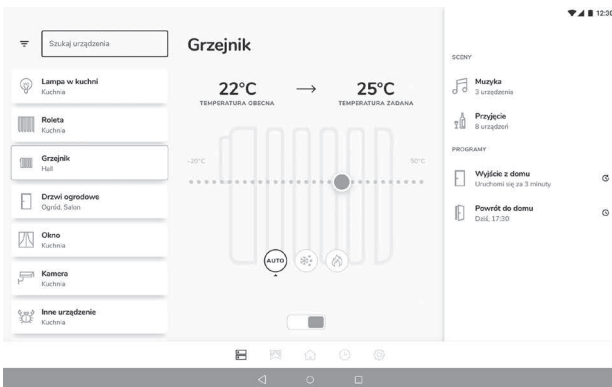 12:30
Szukaj urządzenia
Lampa w kuchni
Kuchnia
Roleta
Kuchnia
Grzejnik
Hall
Drzwi ogrodowe
Ogród, Salon
Okno
Kuchnia
Kamera
Kuchnia
Inne urządzenie
Kuchnia
Grzejnik
22°C → 25°C
TEMPERATURA OBECNA TEMPERATURA ZADANA
-20°C 50°C
AUTO
SCENY
Muzyka
3 urządzenie
Przyjęcie
8 urządzeń
PROGRAMY
Wyjście z domu
Uruchomi się za 3 minuty
Powrót do domu
Dziś, 17:30